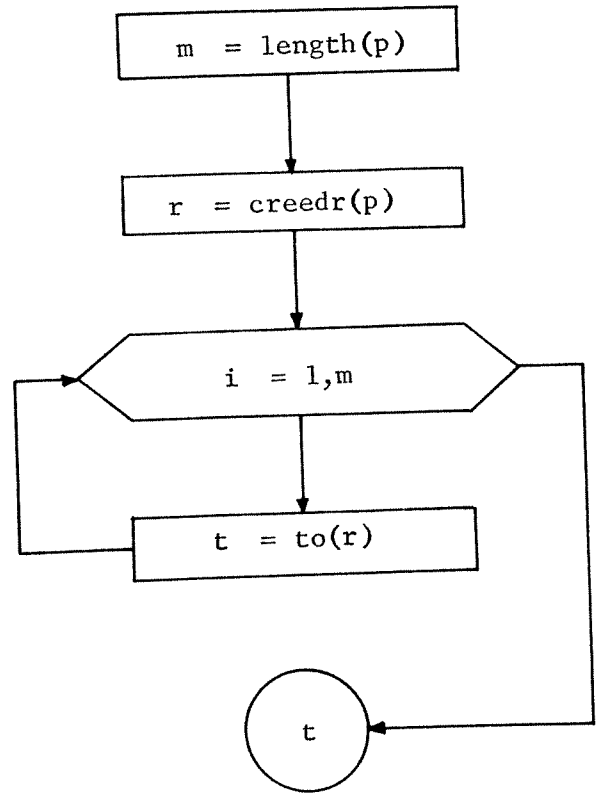 m = length(p)
r = creedr(p)
i = 1,m
t = to(r)
t